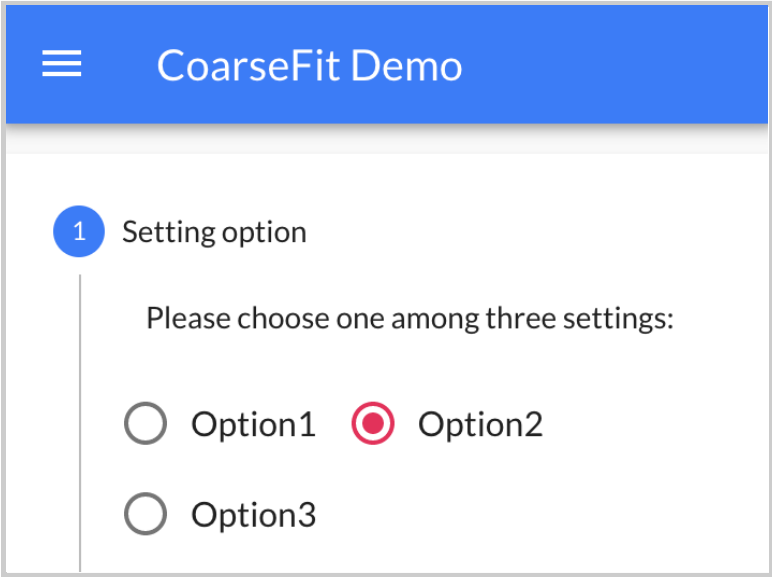 CoarseFit Demo
1 Setting option
Please choose one among three settings:
Option1 Option2
Option3